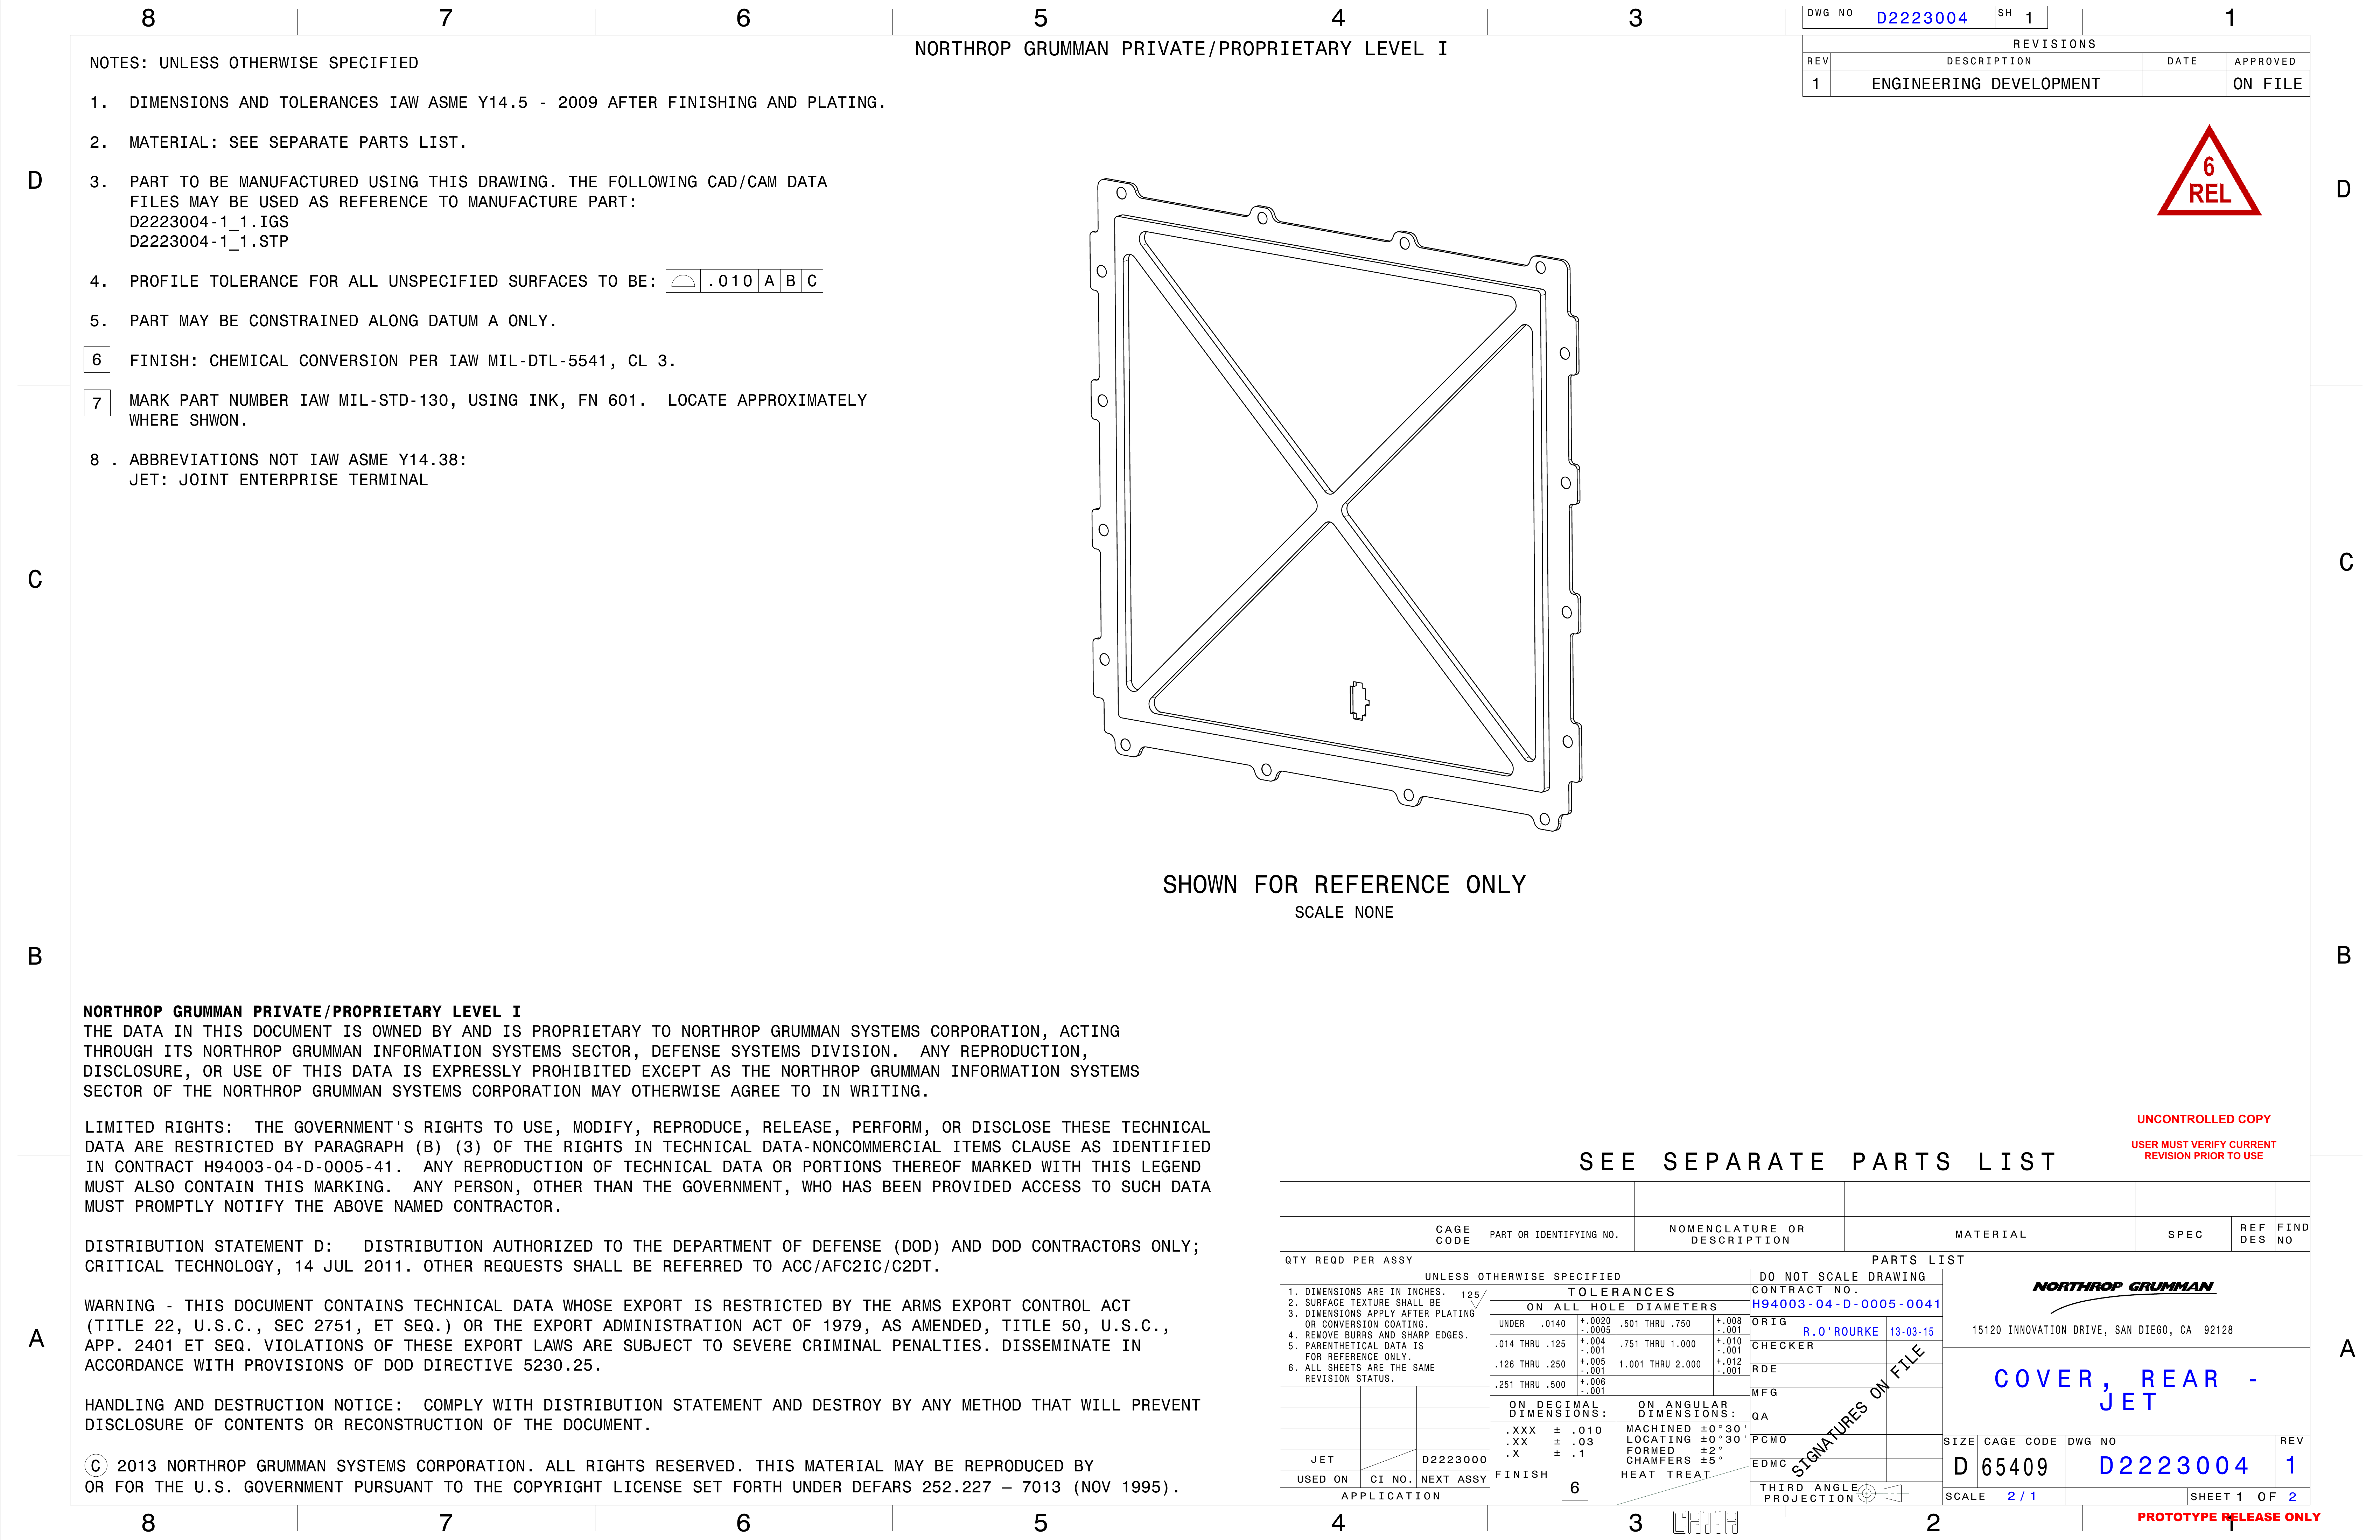 8 7 6 5 4 3 1
DWG NO D2223004 SH 1
NORTHROP GRUMMAN PRIVATE/PROPRIETARY LEVEL I
REVISIONS
REV DESCRIPTION DATE APPROVED
1 ENGINEERING DEVELOPMENT ON FILE
6
REL
NOTES: UNLESS OTHERWISE SPECIFIED
1. DIMENSIONS AND TOLERANCES IAW ASME Y14.5 - 2009 AFTER FINISHING AND PLATING.
2. MATERIAL: SEE SEPARATE PARTS LIST.
3. PART TO BE MANUFACTURED USING THIS DRAWING. THE FOLLOWING CAD/CAM DATA
FILES MAY BE USED AS REFERENCE TO MANUFACTURE PART:
D2223004-1_1.IGS
D2223004-1_1.STP
4. PROFILE TOLERANCE FOR ALL UNSPECIFIED SURFACES TO BE: ⌓ .010 A B C
5. PART MAY BE CONSTRAINED ALONG DATUM A ONLY.
6 FINISH: CHEMICAL CONVERSION PER IAW MIL-DTL-5541, CL 3.
7 MARK PART NUMBER IAW MIL-STD-130, USING INK, FN 601. LOCATE APPROXIMATELY
WHERE SHWON.
8 . ABBREVIATIONS NOT IAW ASME Y14.38:
JET: JOINT ENTERPRISE TERMINAL
D D
C C
B B
A A
SHOWN FOR REFERENCE ONLY
SCALE NONE
NORTHROP GRUMMAN PRIVATE/PROPRIETARY LEVEL I
THE DATA IN THIS DOCUMENT IS OWNED BY AND IS PROPRIETARY TO NORTHROP GRUMMAN SYSTEMS CORPORATION, ACTING
THROUGH ITS NORTHROP GRUMMAN INFORMATION SYSTEMS SECTOR, DEFENSE SYSTEMS DIVISION. ANY REPRODUCTION,
DISCLOSURE, OR USE OF THIS DATA IS EXPRESSLY PROHIBITED EXCEPT AS THE NORTHROP GRUMMAN INFORMATION SYSTEMS
SECTOR OF THE NORTHROP GRUMMAN SYSTEMS CORPORATION MAY OTHERWISE AGREE TO IN WRITING.
LIMITED RIGHTS: THE GOVERNMENT'S RIGHTS TO USE, MODIFY, REPRODUCE, RELEASE, PERFORM, OR DISCLOSE THESE TECHNICAL
DATA ARE RESTRICTED BY PARAGRAPH (B) (3) OF THE RIGHTS IN TECHNICAL DATA-NONCOMMERCIAL ITEMS CLAUSE AS IDENTIFIED
IN CONTRACT H94003-04-D-0005-41. ANY REPRODUCTION OF TECHNICAL DATA OR PORTIONS THEREOF MARKED WITH THIS LEGEND
MUST ALSO CONTAIN THIS MARKING. ANY PERSON, OTHER THAN THE GOVERNMENT, WHO HAS BEEN PROVIDED ACCESS TO SUCH DATA
MUST PROMPTLY NOTIFY THE ABOVE NAMED CONTRACTOR.
DISTRIBUTION STATEMENT D: DISTRIBUTION AUTHORIZED TO THE DEPARTMENT OF DEFENSE (DOD) AND DOD CONTRACTORS ONLY;
CRITICAL TECHNOLOGY, 14 JUL 2011. OTHER REQUESTS SHALL BE REFERRED TO ACC/AFC2IC/C2DT.
WARNING - THIS DOCUMENT CONTAINS TECHNICAL DATA WHOSE EXPORT IS RESTRICTED BY THE ARMS EXPORT CONTROL ACT
(TITLE 22, U.S.C., SEC 2751, ET SEQ.) OR THE EXPORT ADMINISTRATION ACT OF 1979, AS AMENDED, TITLE 50, U.S.C.,
APP. 2401 ET SEQ. VIOLATIONS OF THESE EXPORT LAWS ARE SUBJECT TO SEVERE CRIMINAL PENALTIES. DISSEMINATE IN
ACCORDANCE WITH PROVISIONS OF DOD DIRECTIVE 5230.25.
HANDLING AND DESTRUCTION NOTICE: COMPLY WITH DISTRIBUTION STATEMENT AND DESTROY BY ANY METHOD THAT WILL PREVENT
DISCLOSURE OF CONTENTS OR RECONSTRUCTION OF THE DOCUMENT.
© 2013 NORTHROP GRUMMAN SYSTEMS CORPORATION. ALL RIGHTS RESERVED. THIS MATERIAL MAY BE REPRODUCED BY
OR FOR THE U.S. GOVERNMENT PURSUANT TO THE COPYRIGHT LICENSE SET FORTH UNDER DEFARS 252.227 – 7013 (NOV 1995).
UNCONTROLLED COPY
USER MUST VERIFY CURRENT
REVISION PRIOR TO USE
SEE SEPARATE PARTS LIST
QTY REQD PER ASSY
CAGE CODE
PART OR IDENTIFYING NO.
NOMENCLATURE OR DESCRIPTION
MATERIAL
SPEC
REF DES
FIND NO
PARTS LIST
UNLESS OTHERWISE SPECIFIED
1. DIMENSIONS ARE IN INCHES.
2. SURFACE TEXTURE SHALL BE 125
3. DIMENSIONS APPLY AFTER PLATING
OR CONVERSION COATING.
4. REMOVE BURRS AND SHARP EDGES.
5. PARENTHETICAL DATA IS
FOR REFERENCE ONLY.
6. ALL SHEETS ARE THE SAME
REVISION STATUS.
TOLERANCES
ON ALL HOLE DIAMETERS
UNDER .0140 +.0020 -.0005 .501 THRU .750 +.008 -.001
.014 THRU .125 +.004 -.001 .751 THRU 1.000 +.010 -.001
.126 THRU .250 +.005 -.001 1.001 THRU 2.000 +.012 -.001
.251 THRU .500 +.006 -.001
ON DECIMAL DIMENSIONS:
.XXX ± .010
.XX ± .03
.X ± .1
ON ANGULAR DIMENSIONS:
MACHINED ±0°30'
LOCATING ±0°30'
FORMED ±2°
CHAMFERS ±5°
FINISH 6
HEAT TREAT
JET D2223000
USED ON CI NO. NEXT ASSY
APPLICATION
DO NOT SCALE DRAWING
CONTRACT NO.
H94003-04-D-0005-0041
ORIG R.O'ROURKE 13-03-15
CHECKER
RDE
MFG
QA
PCMO
EDMC
SIGNATURES ON FILE
THIRD ANGLE
PROJECTION
NORTHROP GRUMMAN
15120 INNOVATION DRIVE, SAN DIEGO, CA 92128
COVER, REAR -
JET
SIZE D
CAGE CODE 65409
DWG NO D2223004
REV 1
SCALE 2/1
SHEET 1 OF 2
8 7 6 5 4 3 CATIA 2 1
PROTOTYPE RELEASE ONLY